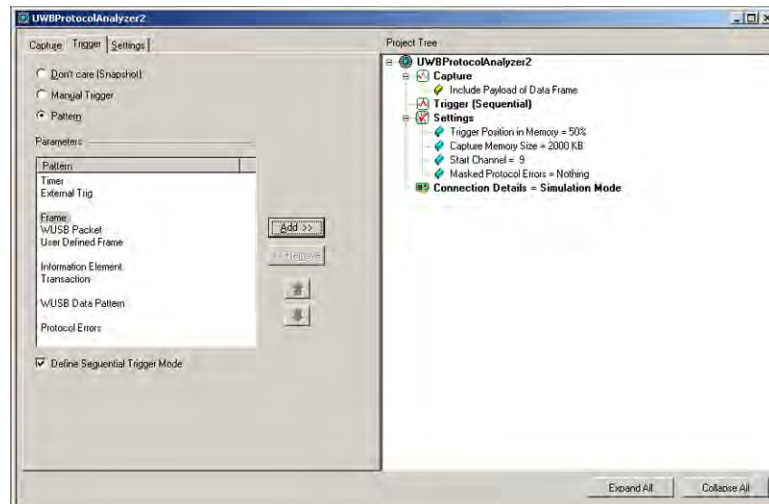 UWBProtocolAnalyzer2
Capture Trigger Settings
Don't care (Snapshot)
Manual Trigger
Pattern
Parameters
Pattern
Timer
External Trig
Frame
WUSB Packet
User Defined Frame
Information Element
Transaction
WUSB Data Pattern
Protocol Errors
Add >>
<< Remove
Define Sequential Trigger Mode
Project Tree
UWBProtocolAnalyzer2
Capture
Include Payload of Data Frame
Trigger (Sequential)
Settings
Trigger Position in Memory = 50%
Capture Memory Size = 2000 KB
Start Channel = 9
Masked Protocol Errors = Nothing
Connection Details = Simulation Mode
Expand All
Collapse All